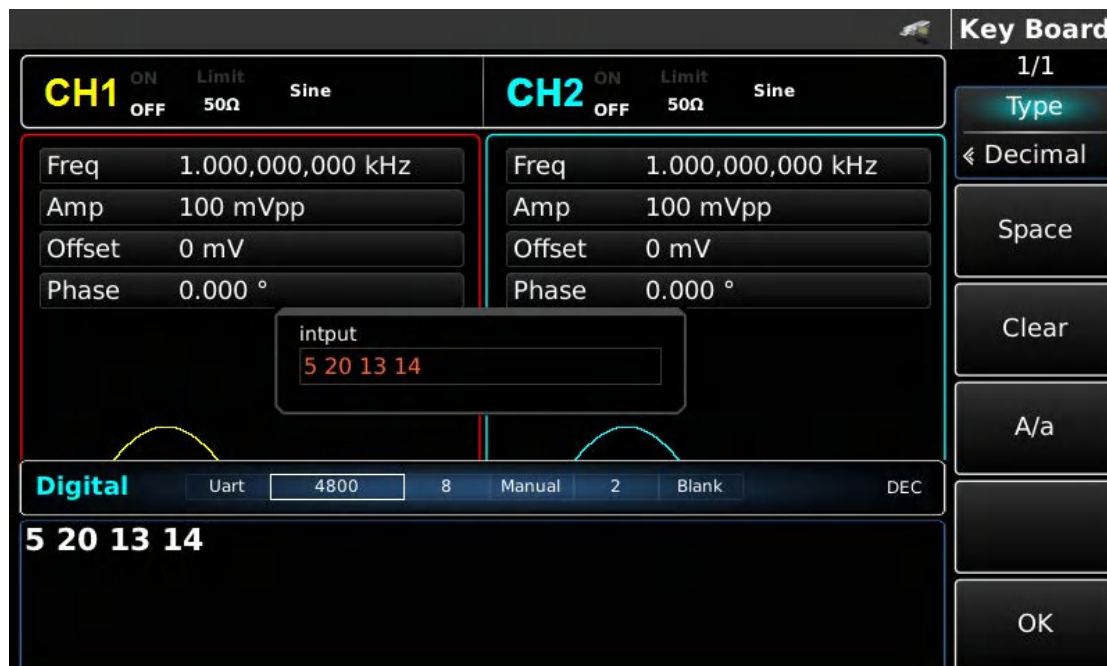 Key Board
1/1
CH1 ON OFF Limit 50Ω Sine
CH2 ON OFF Limit 50Ω Sine
Type
« Decimal
Freq 1.000,000,000 kHz
Amp 100 mVpp
Offset 0 mV
Phase 0.000 °
Freq 1.000,000,000 kHz
Amp 100 mVpp
Offset 0 mV
Phase 0.000 °
Space
Clear
A/a
OK
intput
5 20 13 14
Digital Uart 4800 8 Manual 2 Blank DEC
5 20 13 14